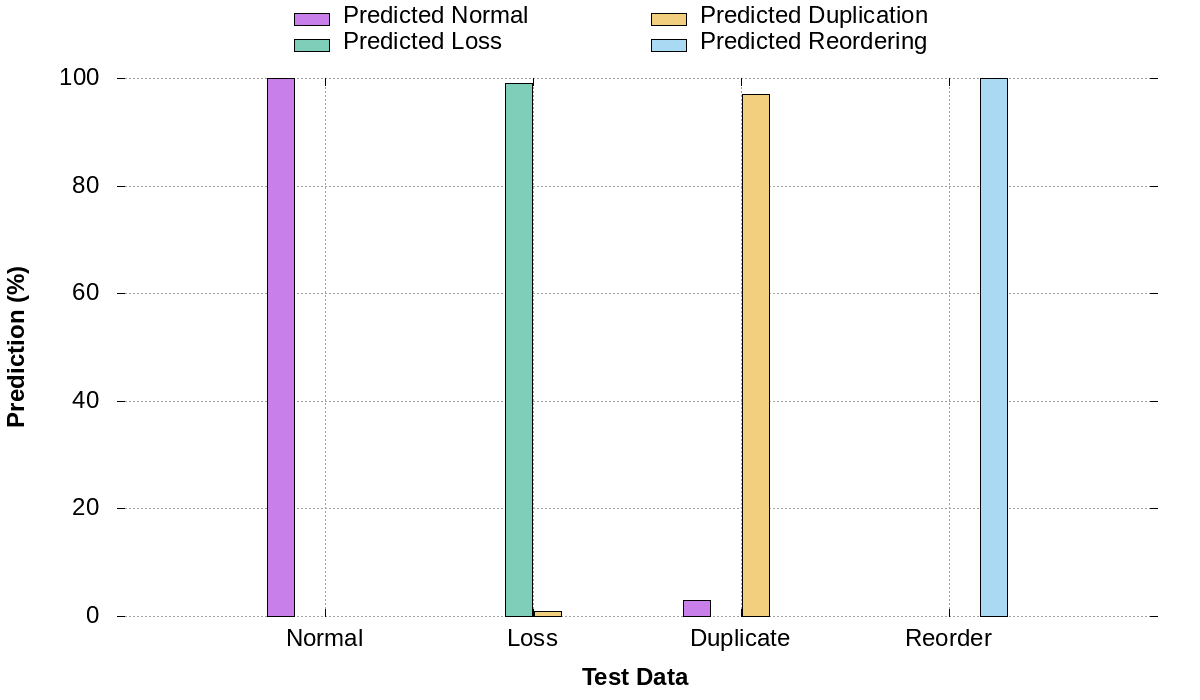 Predicted Normal
Predicted Duplication
Predicted Loss
Predicted Reordering
100
80
60
40
20
0
Prediction (%)
Normal
Loss
Duplicate
Reorder
Test Data